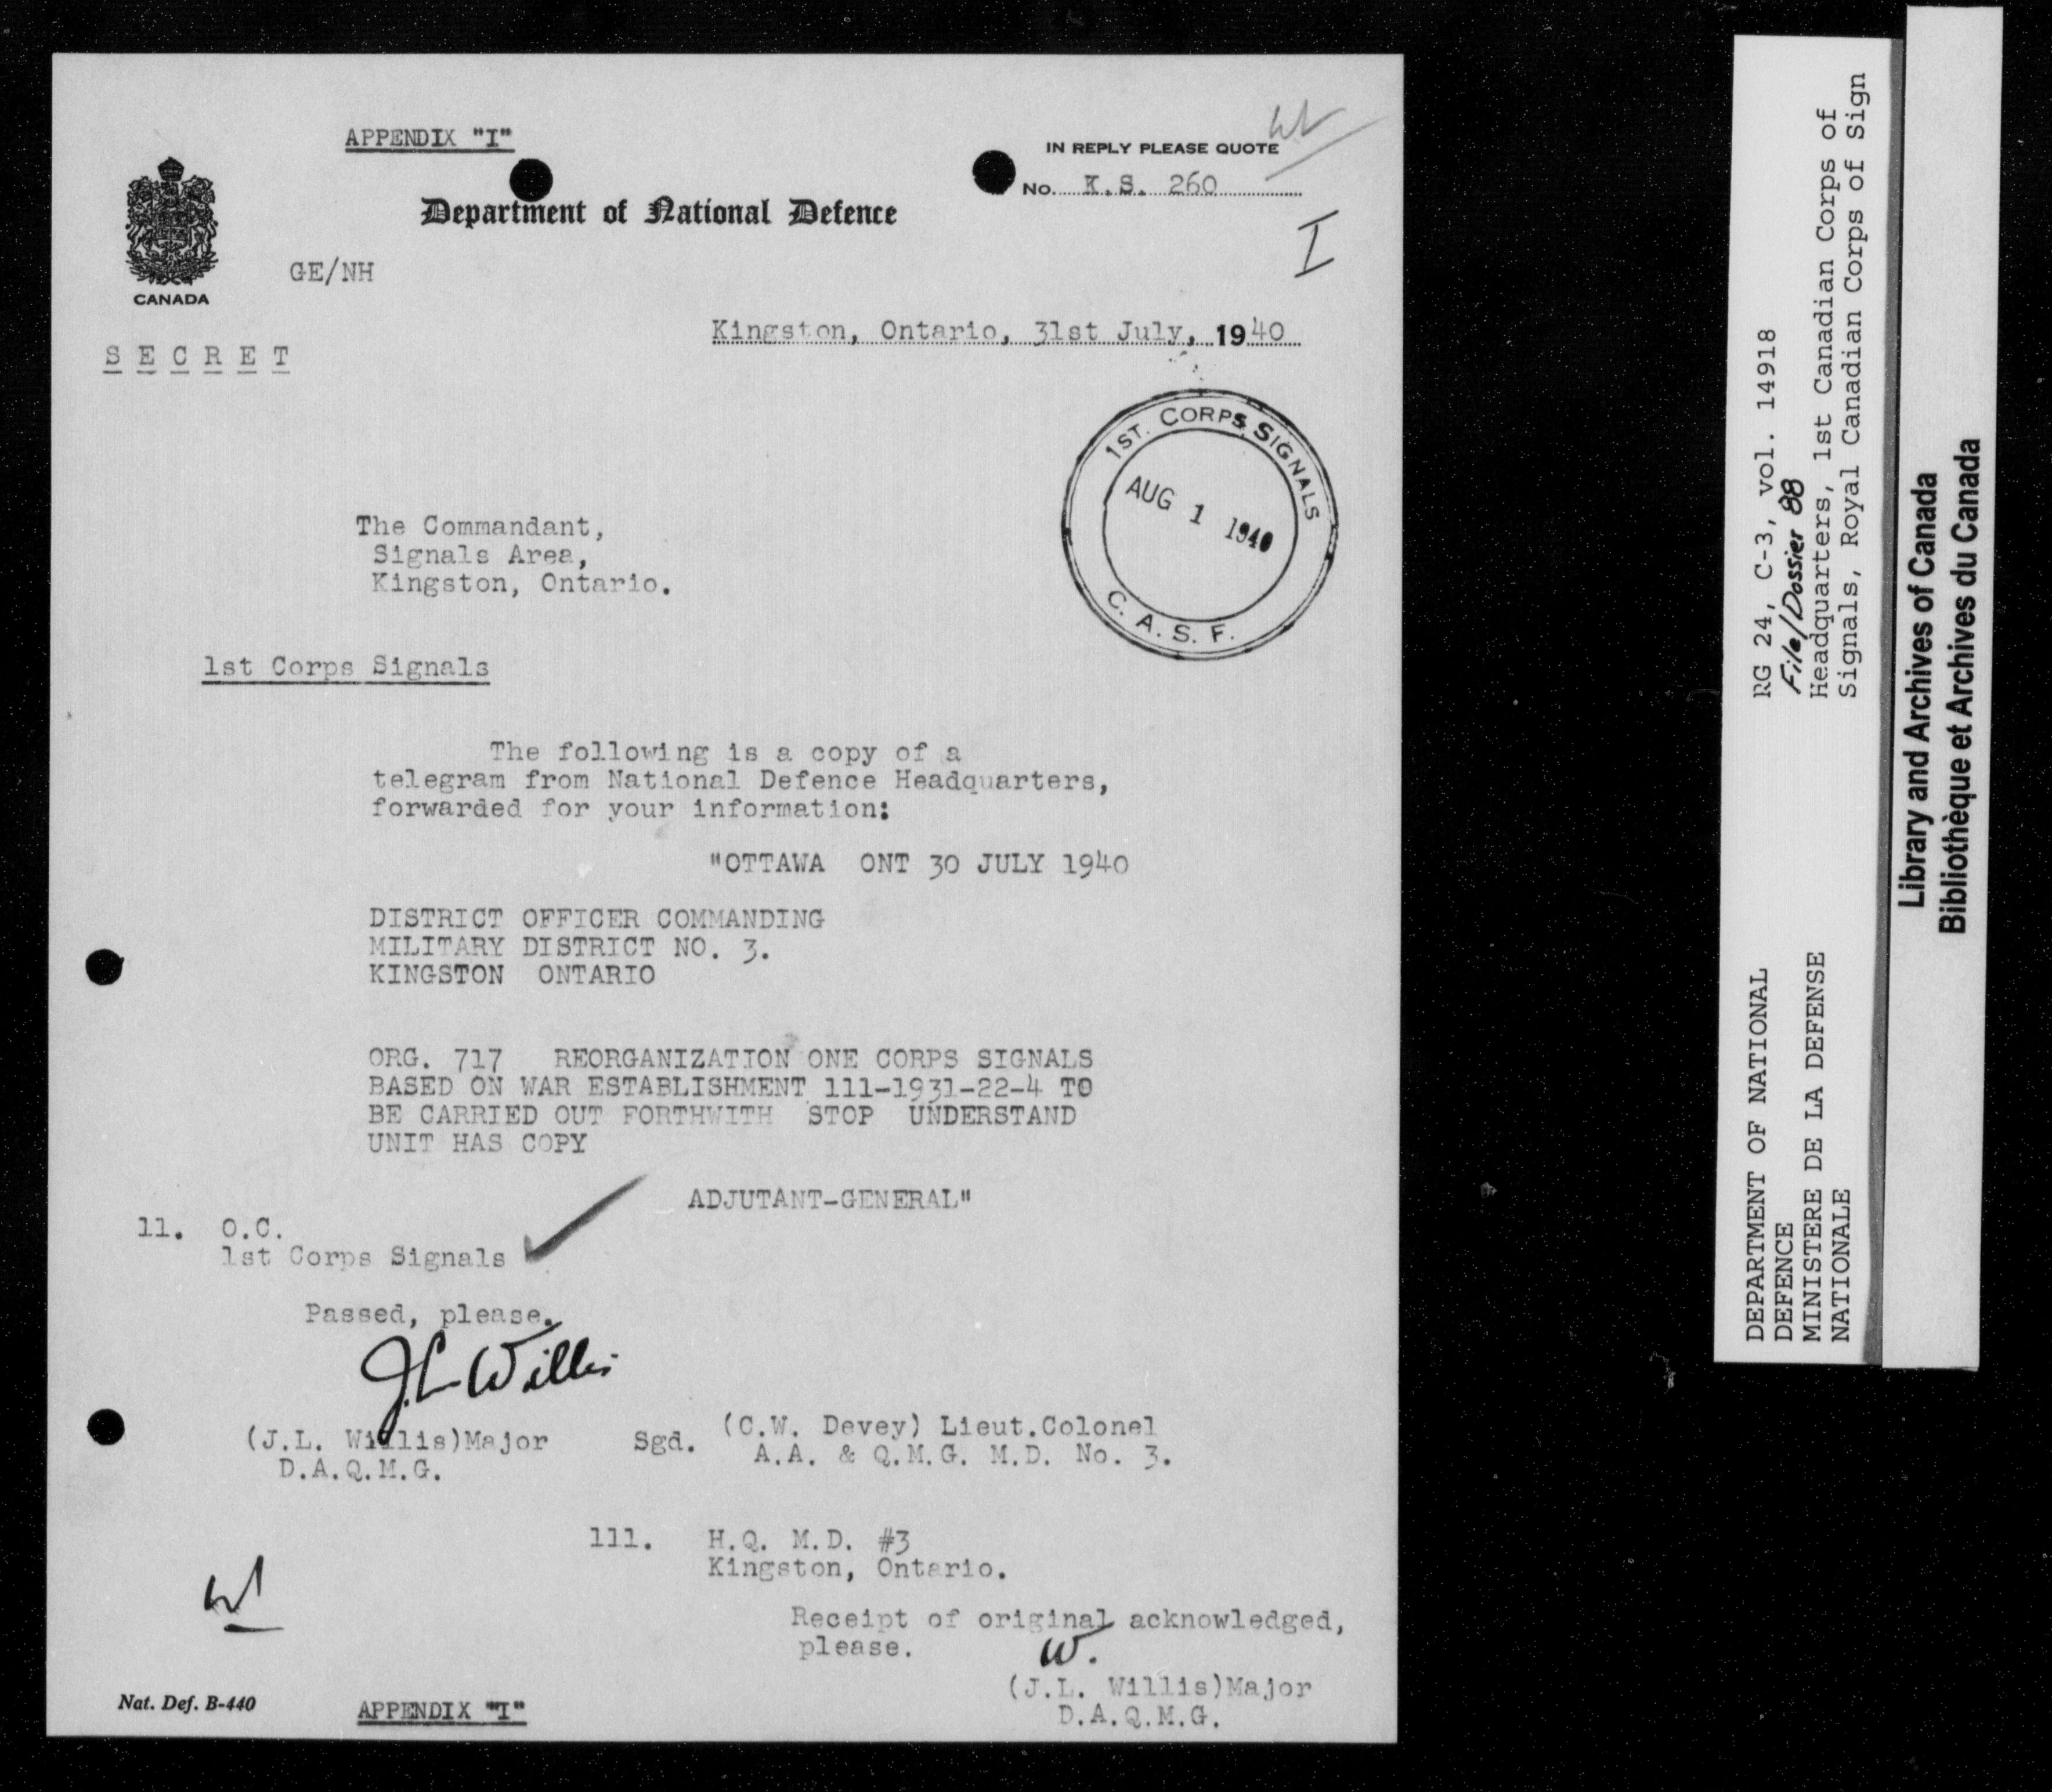 APPENDIX "I"
IN REPLY PLEASE QUOTE
No. K.S. 260
Department of National Defence
I
GE/NH
CANADA
Kingston, Ontario, 31st July, 1940
S E C R E T
1ST. CORPS SIGNALS
AUG 1 1940
C. A. S. F.
The Commandant,
Signals Area,
Kingston, Ontario.
1st Corps Signals
The following is a copy of a
telegram from National Defence Headquarters,
forwarded for your information:
"OTTAWA ONT 30 JULY 1940
DISTRICT OFFICER COMMANDING
MILITARY DISTRICT NO. 3.
KINGSTON ONTARIO
ORG. 717 REORGANIZATION ONE CORPS SIGNALS
BASED ON WAR ESTABLISHMENT 111-1931-22-4 TO
BE CARRIED OUT FORTHWITH STOP UNDERSTAND
UNIT HAS COPY
ADJUTANT-GENERAL"
11. O.C.
1st Corps Signals
Passed, please.
J.L Willis
(J.L. Willis)Major
D.A.Q.M.G.
Sgd. (C.W. Devey) Lieut.Colonel
A.A. & Q.M.G. M.D. No. 3.
111. H.Q. M.D. #3
Kingston, Ontario.
Receipt of original acknowledged,
please.
W.
(J.L. Willis)Major
D.A.Q.M.G.
Nat. Def. B-440
APPENDIX "I"
RG 24, C-3, vol. 14918
File/Dossier 88
Headquarters, 1st Canadian Corps of
Signals, Royal Canadian Corps of Sign
DEPARTMENT OF NATIONAL
DEFENCE
MINISTERE DE LA DEFENSE
NATIONALE
Library and Archives of Canada
Bibliothèque et Archives du Canada